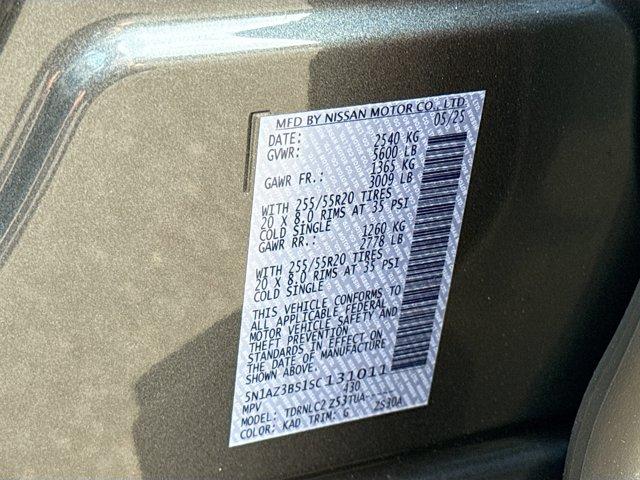 MFD BY NISSAN MOTOR CO., LTD.
DATE: 05/25
GVWR: 2540 KG
5600 LB
GAWR FR.: 1365 KG
3009 LB
WITH 255/55R20 TIRES
20 X 8.0 RIMS AT 35 PSI
COLD SINGLE
GAWR RR.: 1260 KG
2778 LB
WITH 255/55R20 TIRES
20 X 8.0 RIMS AT 35 PSI
COLD SINGLE
THIS VEHICLE CONFORMS TO
ALL APPLICABLE FEDERAL
MOTOR VEHICLE SAFETY AND
THEFT PREVENTION
STANDARDS IN EFFECT ON
THE DATE OF MANUFACTURE
SHOWN ABOVE.
5N1AZ3BS1SC131011
MPV 430
MODEL: TDRNLC2 Z53TUA-----
COLOR: KAD TRIM: G 2S30A